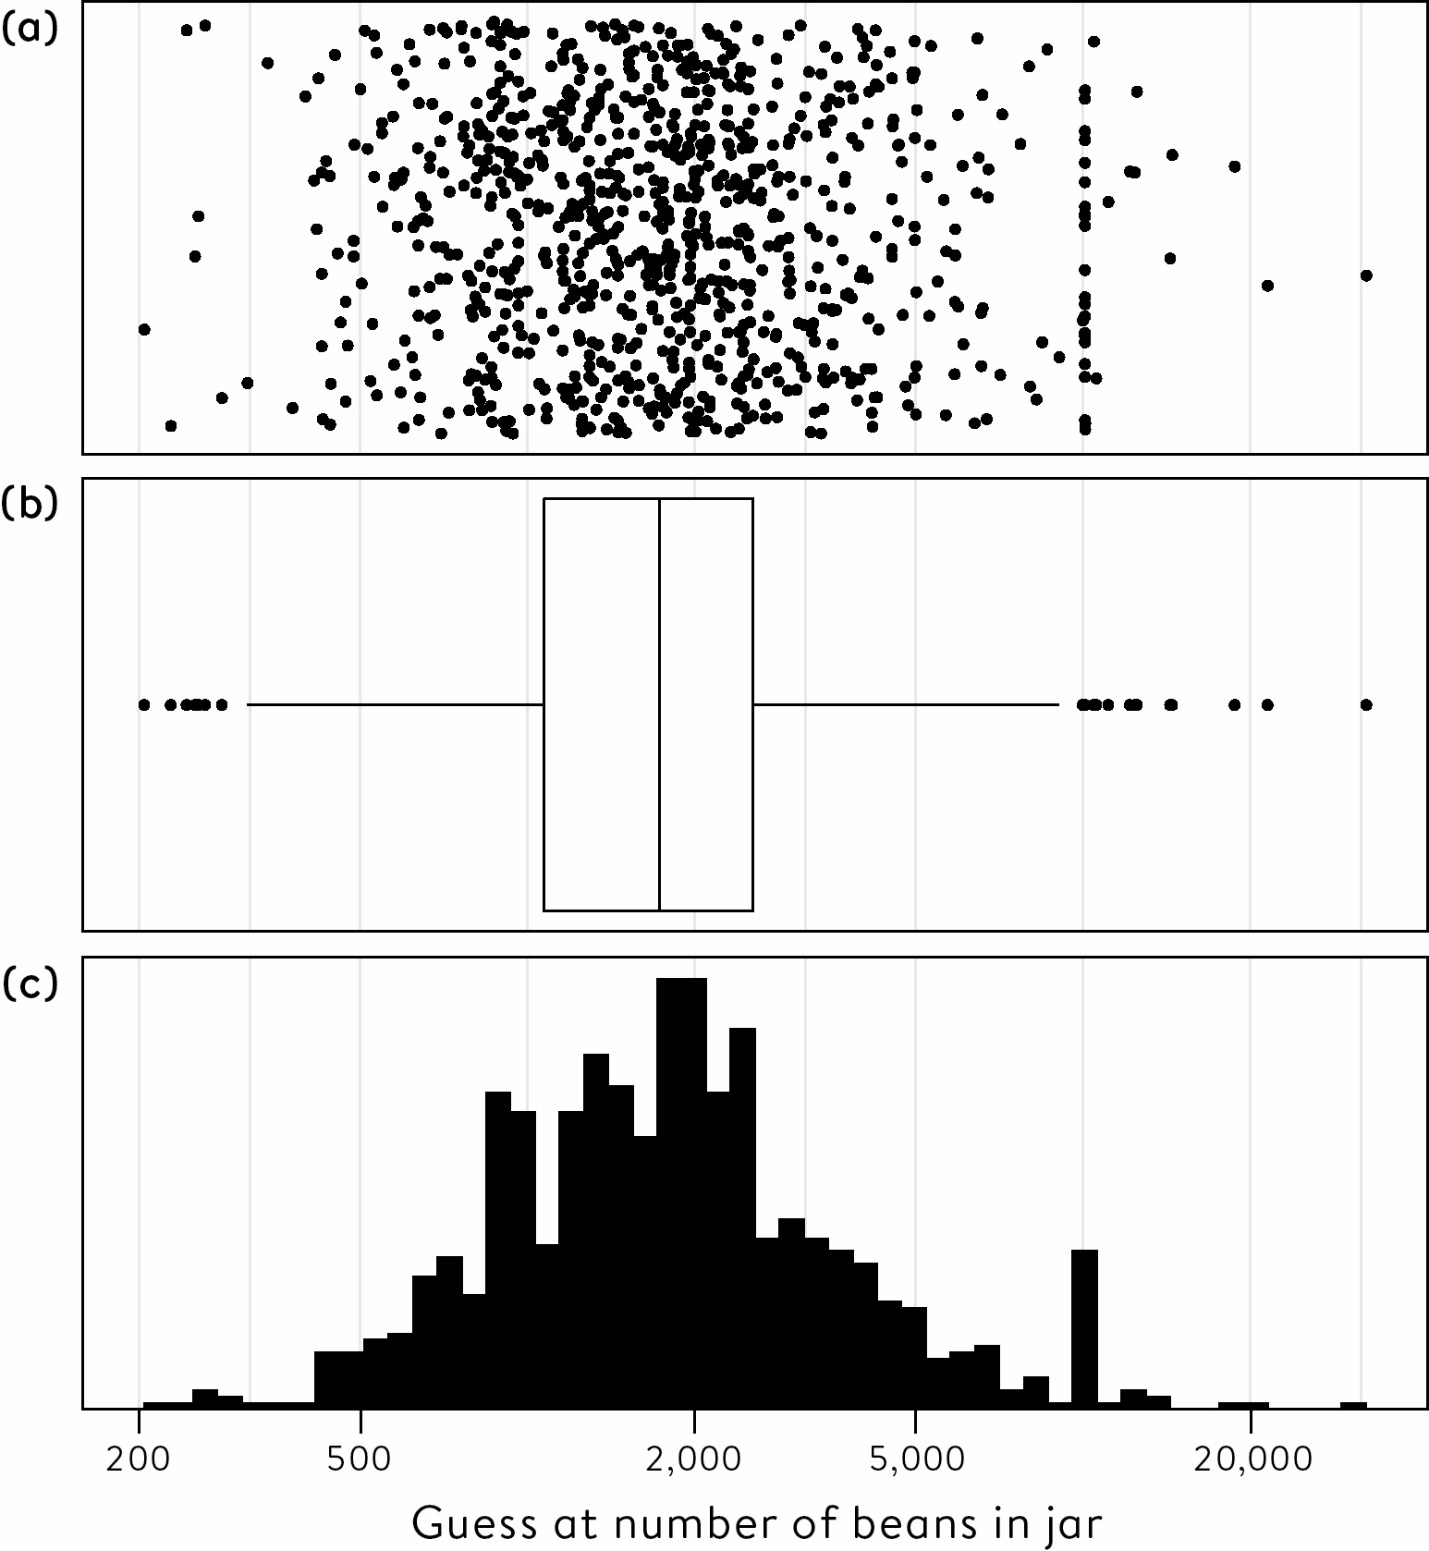 (a)
(b)
(c)
200 500 2,000 5,000 20,000
Guess at number of beans in jar